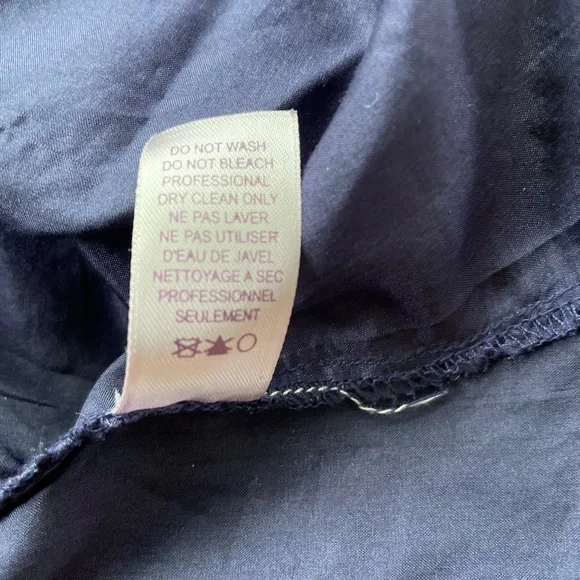 DO NOT WASH
DO NOT BLEACH
PROFESSIONAL
DRY CLEAN ONLY
NE PAS LAVER
NE PAS UTILISER
D'EAU DE JAVEL
NETTOYAGE A SEC
PROFESSIONNEL
SEULEMENT